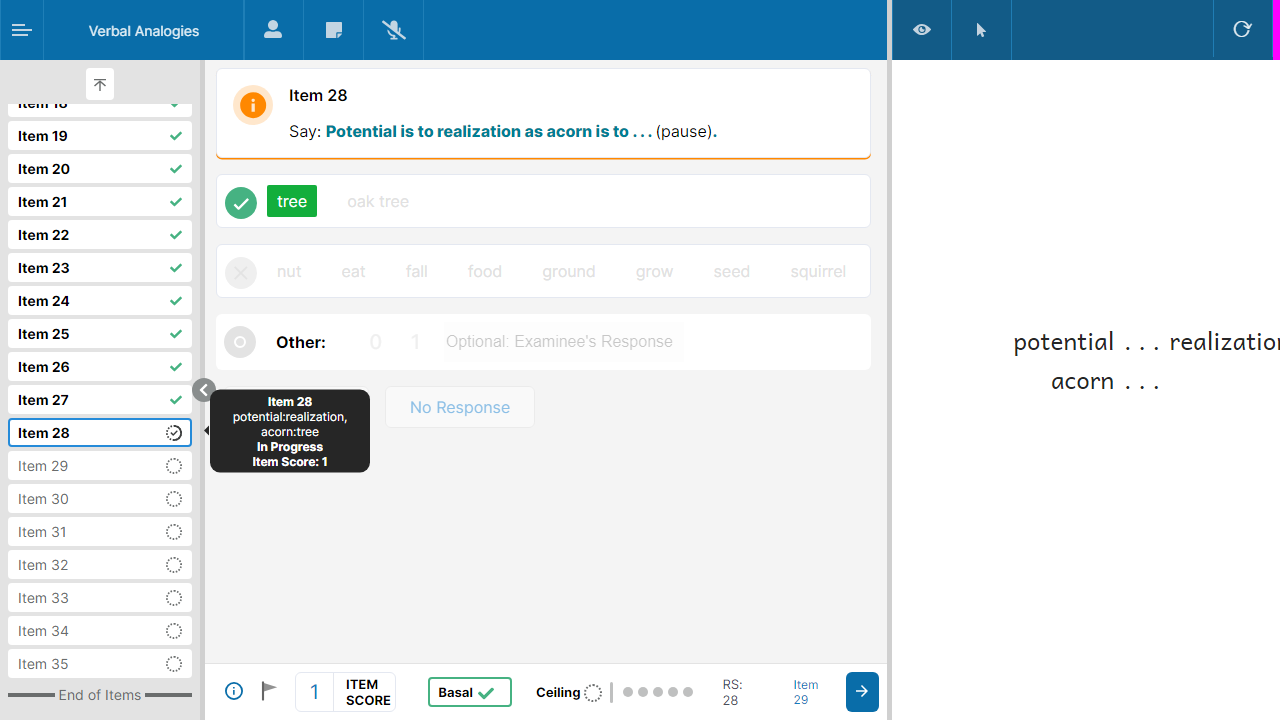 Verbal Analogies
Item 18
Item 19
Item 20
Item 21
Item 22
Item 23
Item 24
Item 25
Item 26
Item 27
Item 28
Item 29
Item 30
Item 31
Item 32
Item 33
Item 34
Item 35
End of Items
Item 28
Say: Potential is to realization as acorn is to . . . (pause).
tree oak tree
nut eat fall food ground grow seed squirrel
Other: 0 1 Optional: Examinee's Response
No Response
Item 28
potential:realization,
acorn:tree
In Progress
Item Score: 1
1 ITEM SCORE
Basal
Ceiling
RS: 28
Item 29
potential . . . realization
acorn . . .